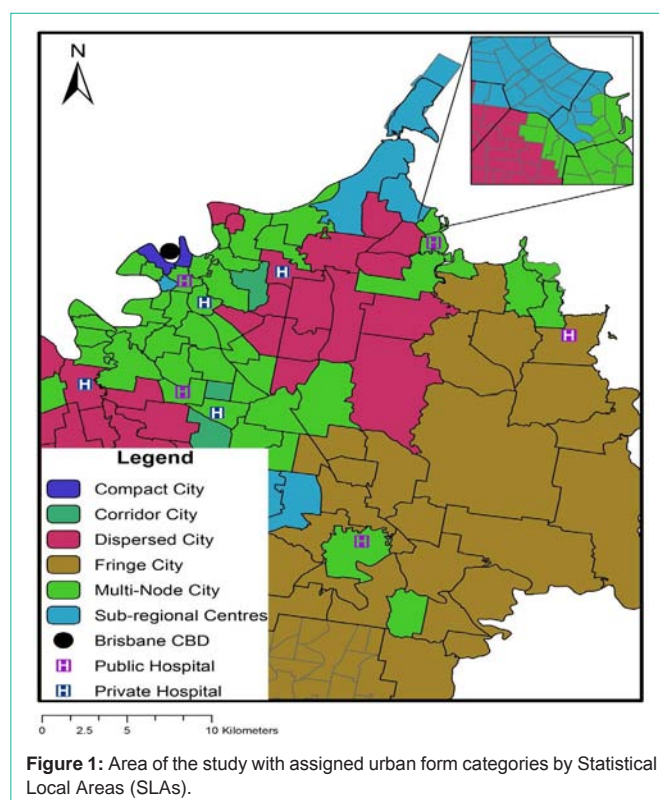 N
H
H
H
H
H
H
H
H
H
Legend
Compact City
Corridor City
Dispersed City
Fringe City
Multi-Node City
Sub-regional Centres
Brisbane CBD
H Public Hospital
H Private Hospital
0 2.5 5 10 Kilometers
Figure 1: Area of the study with assigned urban form categories by Statistical
Local Areas (SLAs).